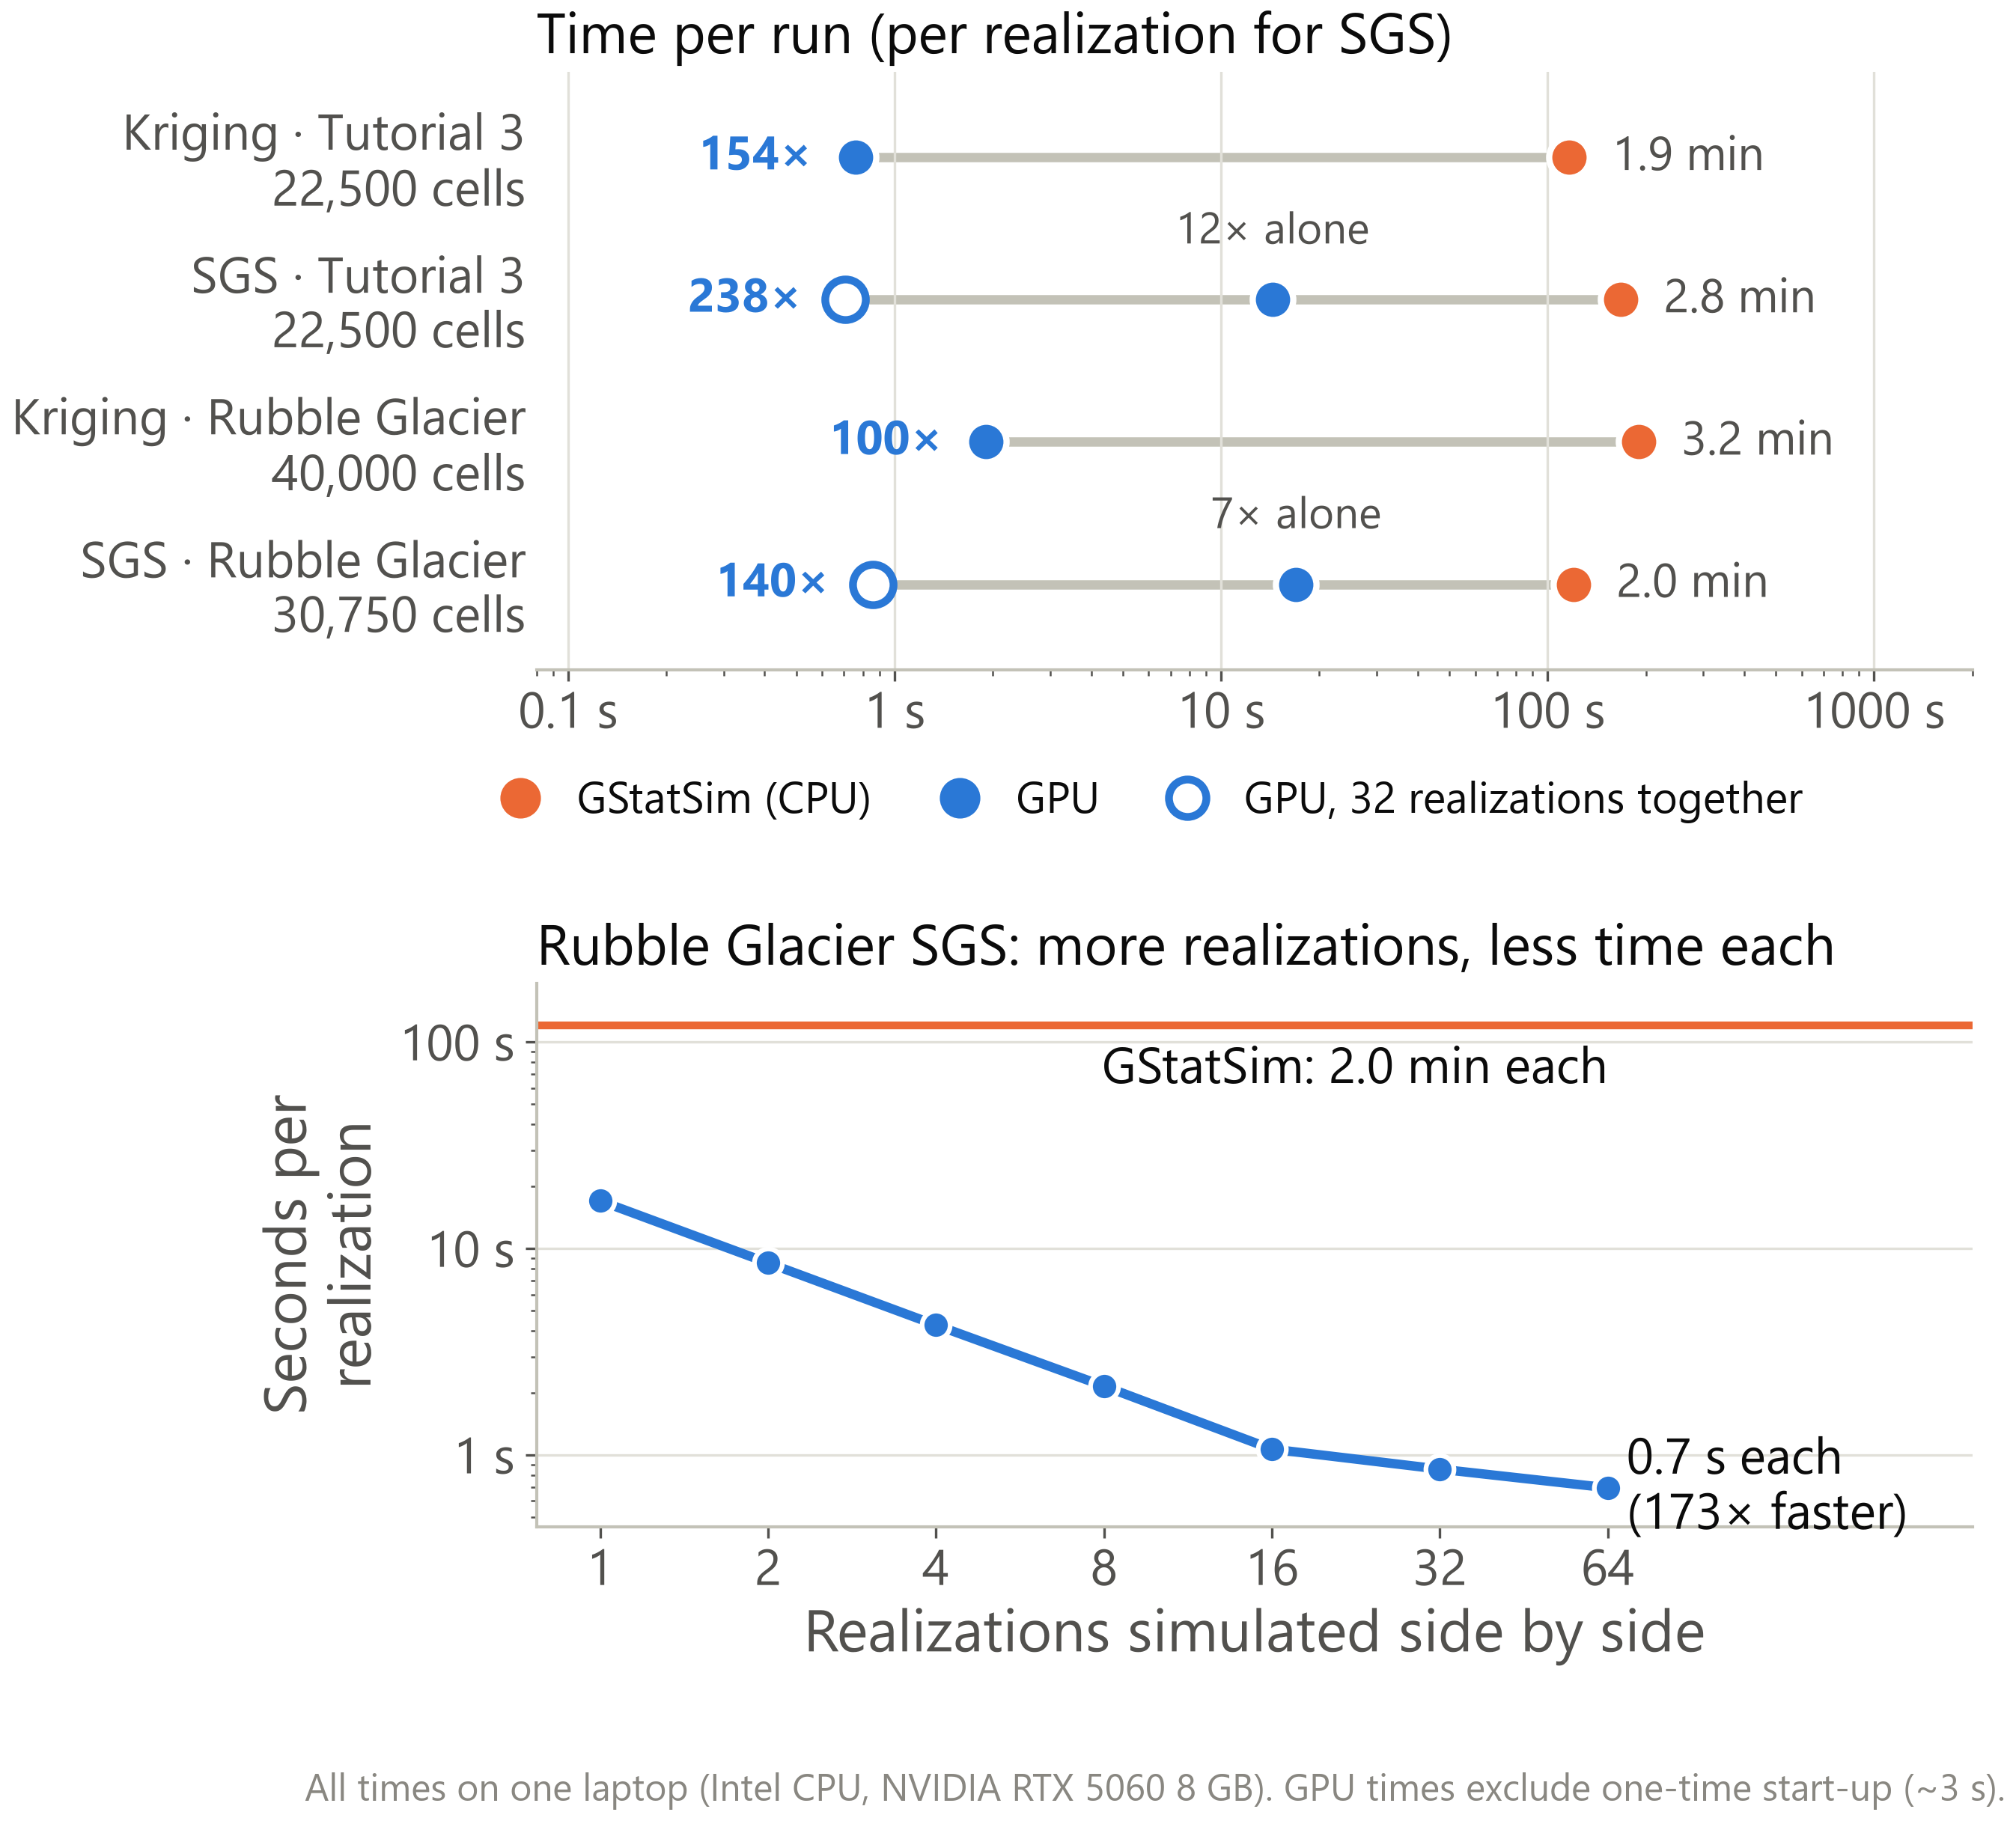 Time per run (per realization for SGS)
Kriging · Tutorial 3
22,500 cells
154×
1.9 min
12× alone
SGS · Tutorial 3
22,500 cells
238×
2.8 min
Kriging · Rubble Glacier
40,000 cells
100×
3.2 min
7× alone
SGS · Rubble Glacier
30,750 cells
140×
2.0 min
0.1 s 1 s 10 s 100 s 1000 s
GStatSim (CPU) GPU GPU, 32 realizations together
Rubble Glacier SGS: more realizations, less time each
100 s
GStatSim: 2.0 min each
Seconds per
realization
10 s
1 s
0.7 s each
(173× faster)
1 2 4 8 16 32 64
Realizations simulated side by side
All times on one laptop (Intel CPU, NVIDIA RTX 5060 8 GB). GPU times exclude one-time start-up (~3 s).